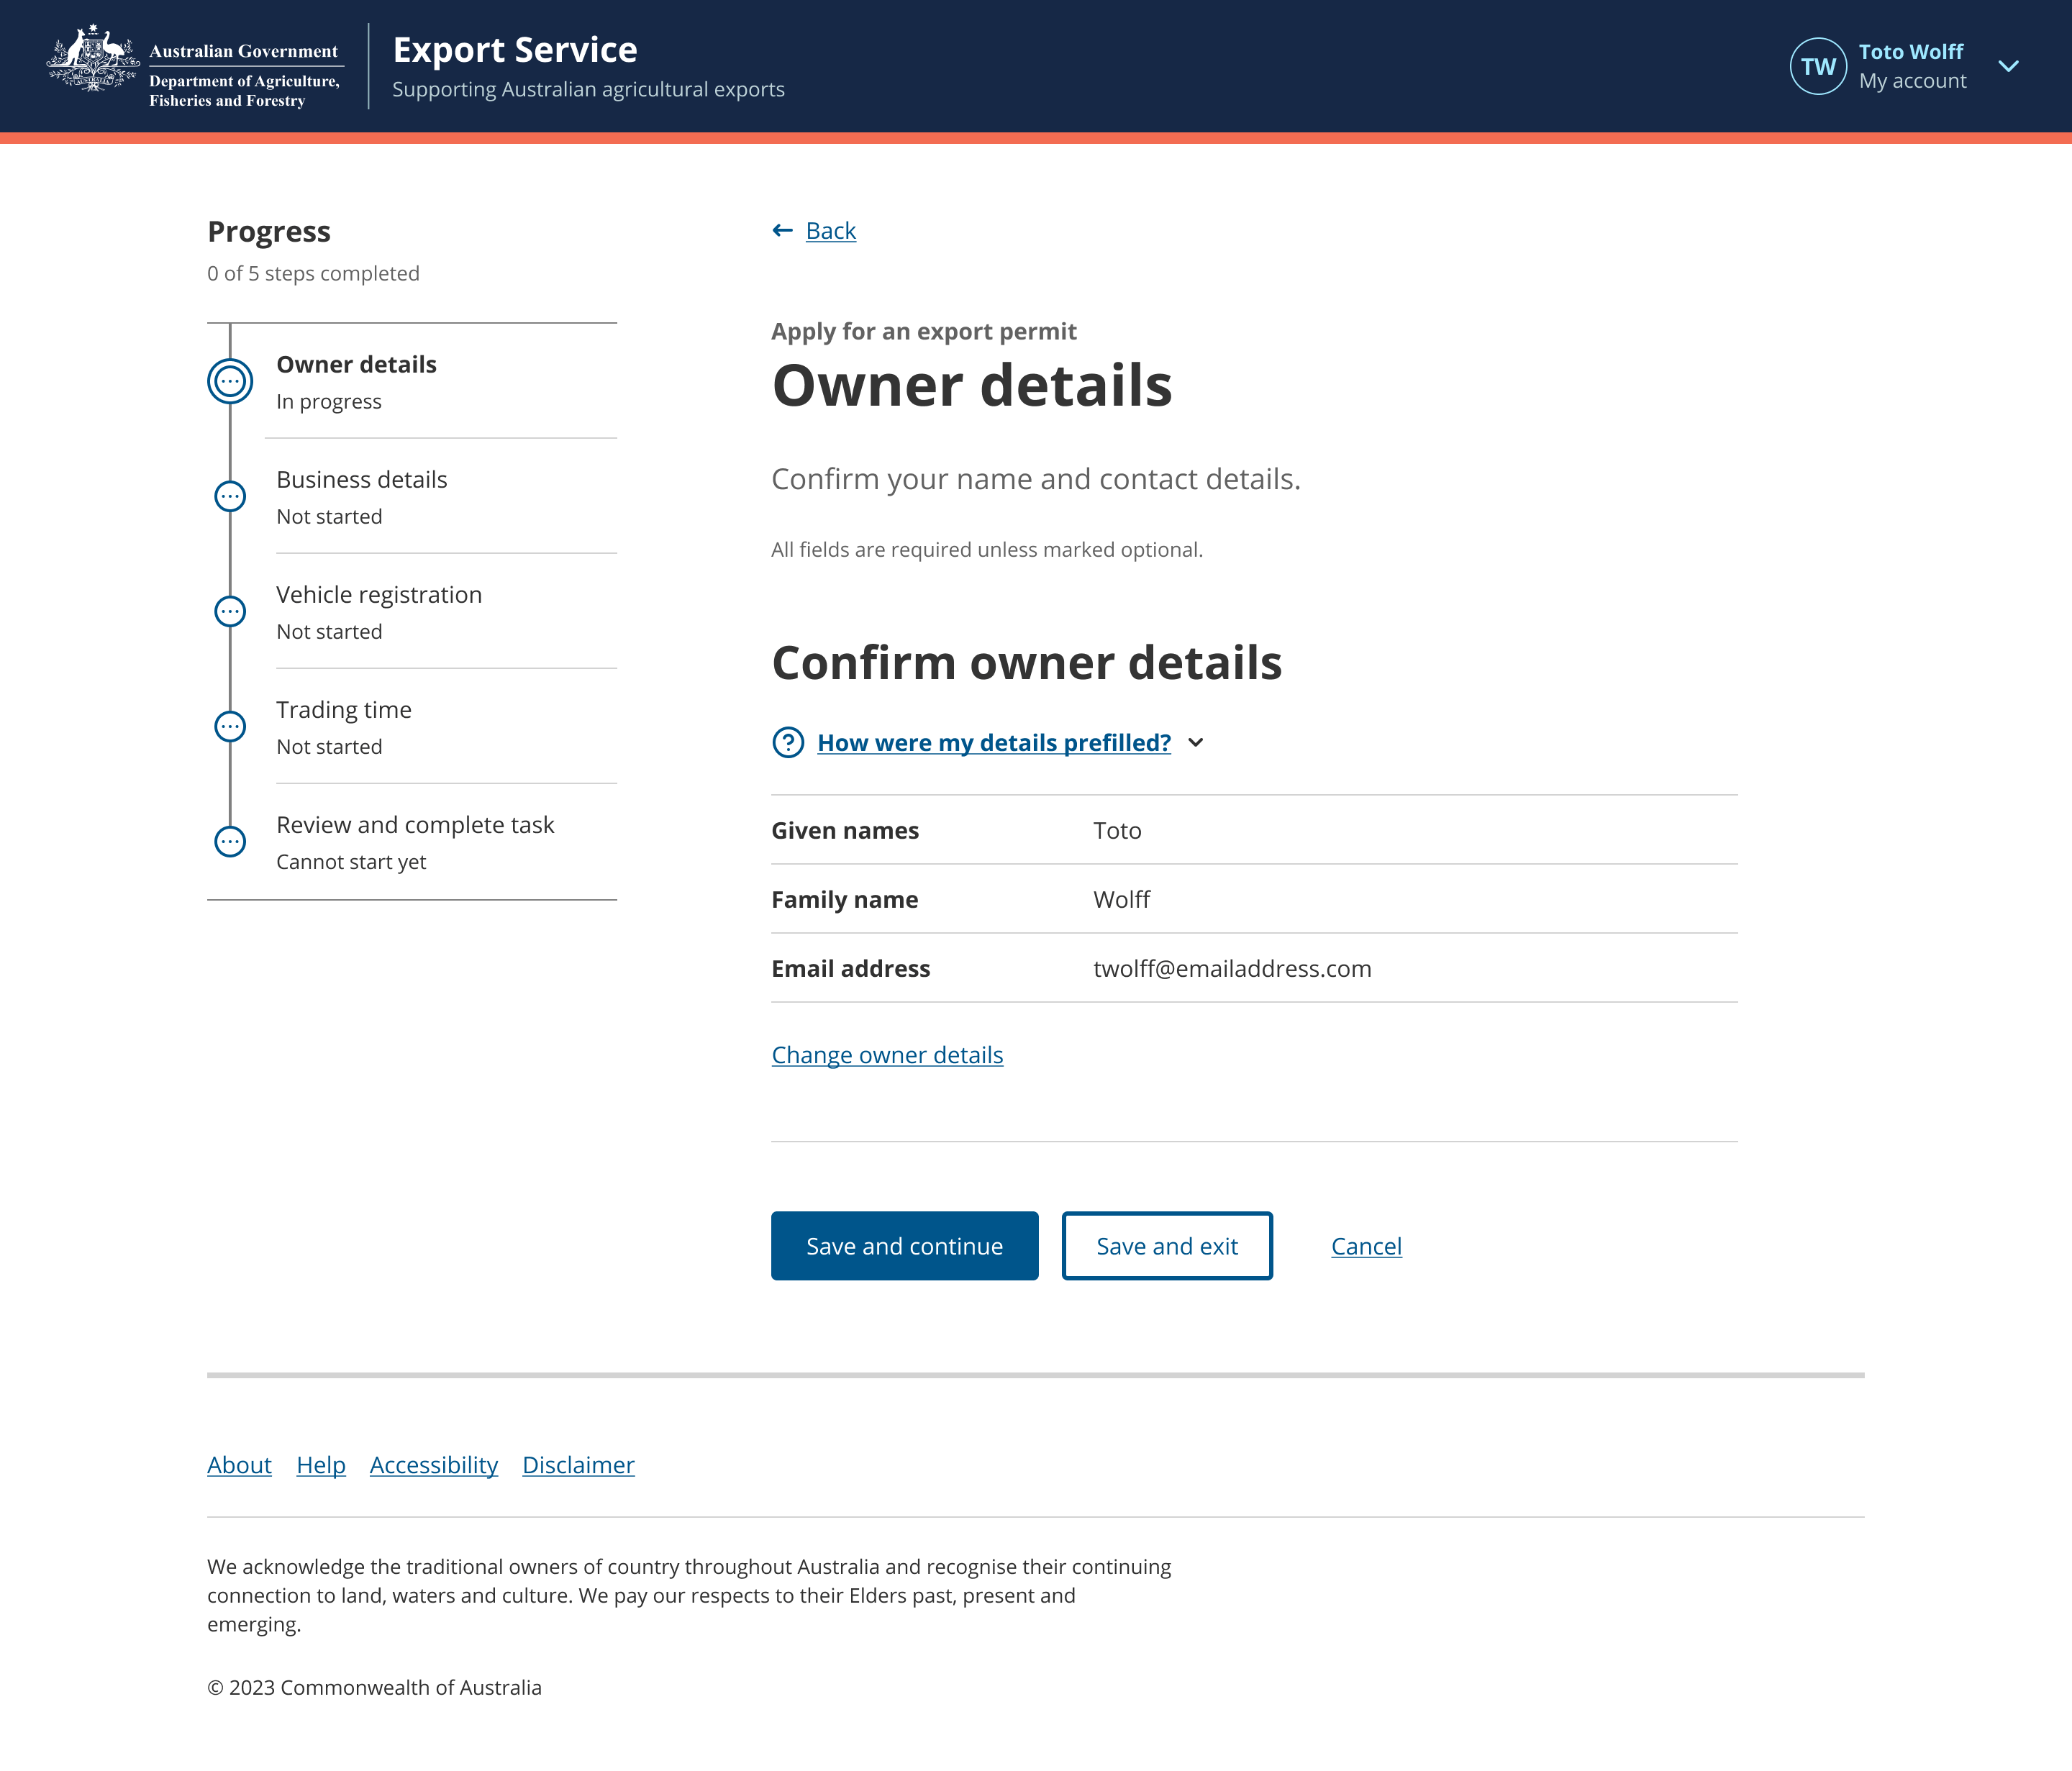 Australian Government
Department of Agriculture,
Fisheries and Forestry
Export Service
Supporting Australian agricultural exports
TW
Toto Wolff
My account
Progress
0 of 5 steps completed
Owner details
In progress
Business details
Not started
Vehicle registration
Not started
Trading time
Not started
Review and complete task
Cannot start yet
Back
Apply for an export permit
Owner details
Confirm your name and contact details.
All fields are required unless marked optional.
Confirm owner details
How were my details prefilled?
Given names Toto
Family name Wolff
Email address twolff@emailaddress.com
Change owner details
Save and continue Save and exit Cancel
About Help Accessibility Disclaimer
We acknowledge the traditional owners of country throughout Australia and recognise their continuing
connection to land, waters and culture. We pay our respects to their Elders past, present and
emerging.
© 2023 Commonwealth of Australia